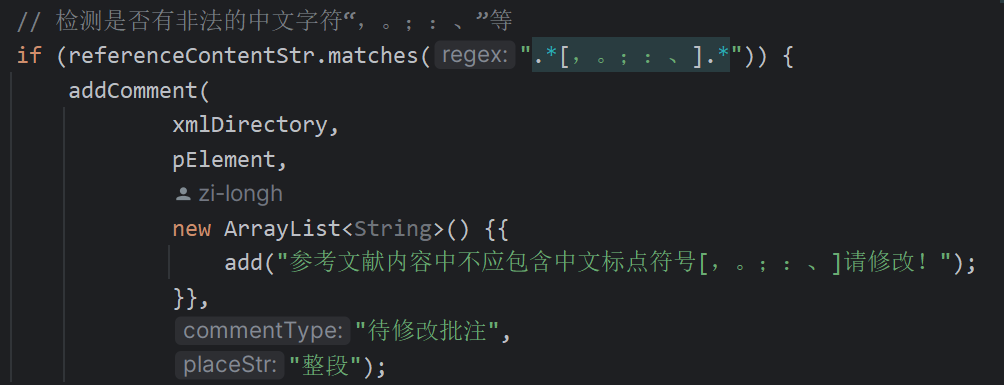 // 检测是否有非法的中文字符“，。；：、”等
if (referenceContentStr.matches( regex: ".*[，。；：、].*")) {
addComment(
xmlDirectory,
pElement,
zi-longh
new ArrayList<String>() {{
add("参考文献内容中不应包含中文标点符号[，。；：、]请修改！");
}},
commentType: "待修改批注",
placeStr: "整段");